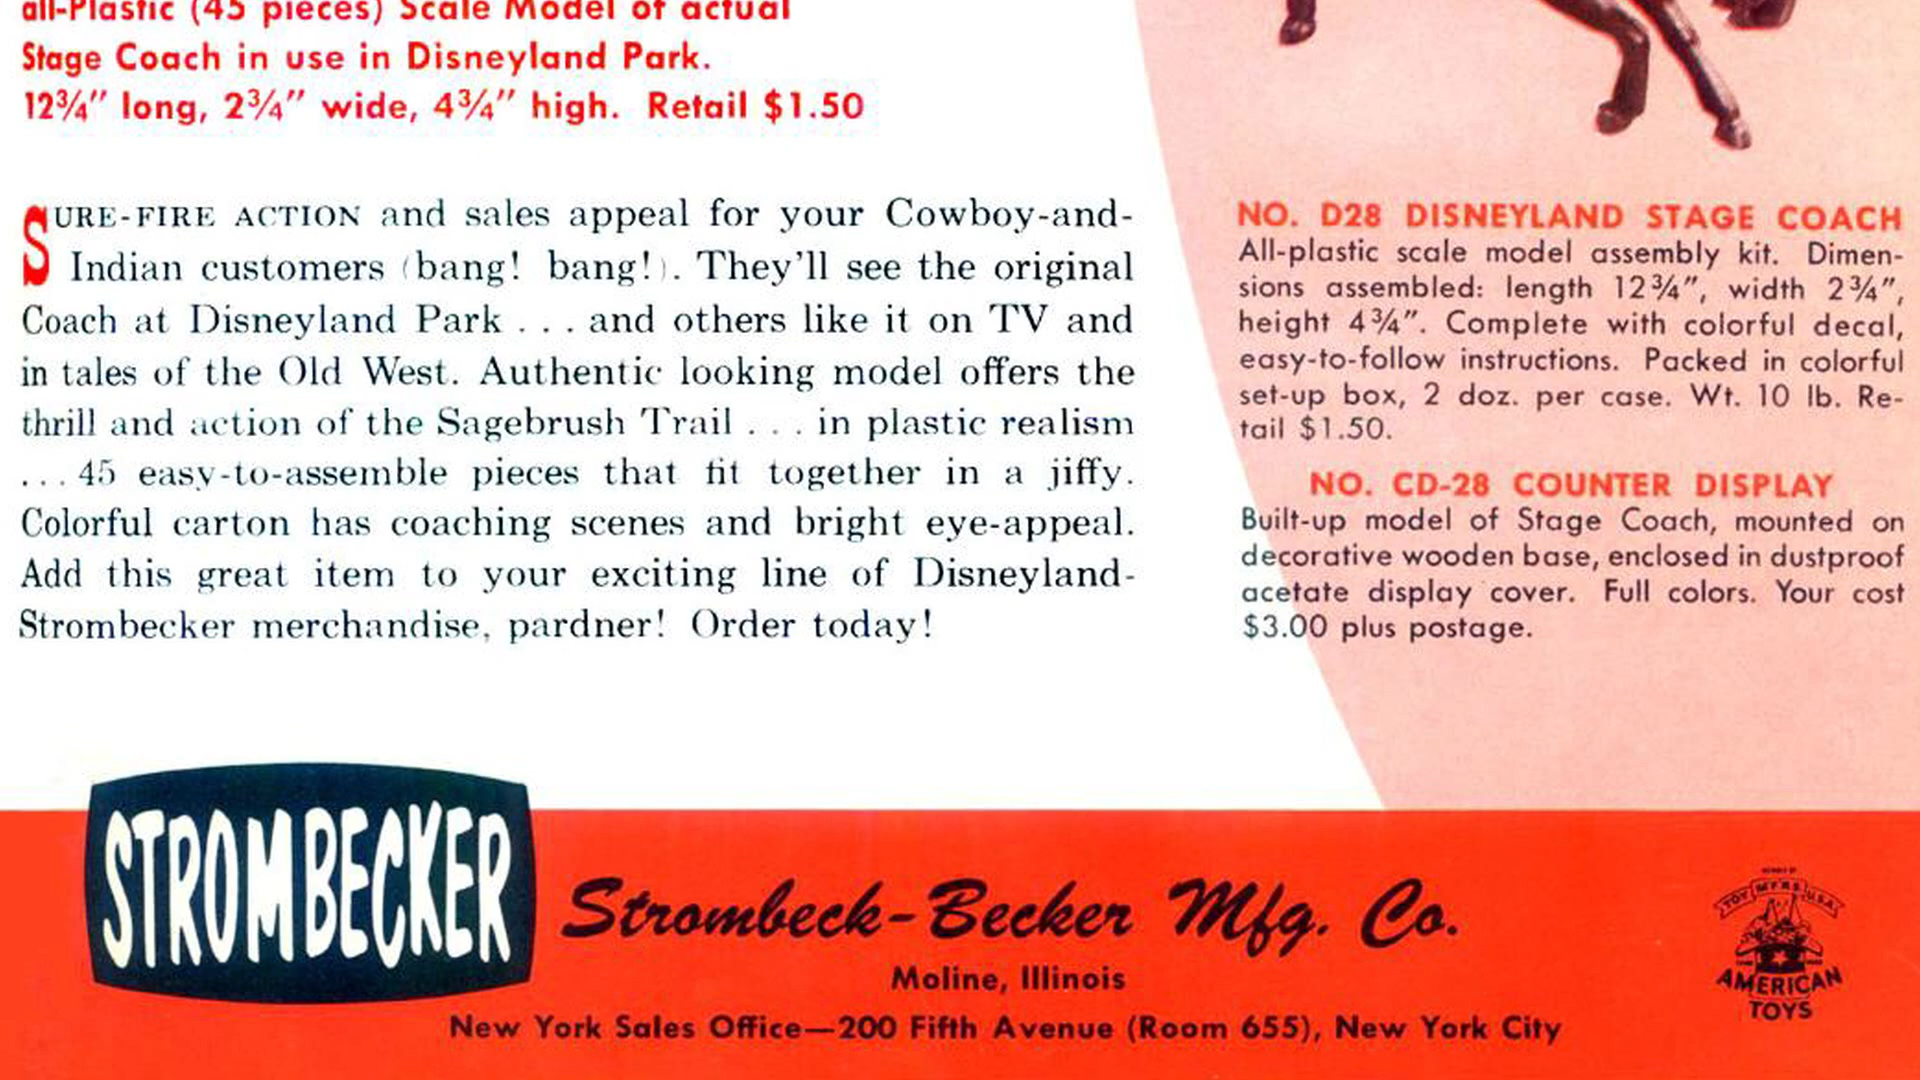 all-Plastic (45 pieces) Scale Model of actual
Stage Coach in use in Disneyland Park.
12¾″ long, 2¾″ wide, 4¾″ high. Retail $1.50
SURE-FIRE ACTION and sales appeal for your Cowboy-and-
Indian customers (bang! bang!). They'll see the original
Coach at Disneyland Park . . . and others like it on TV and
in tales of the Old West. Authentic looking model offers the
thrill and action of the Sagebrush Trail . . . in plastic realism
. . . 45 easy-to-assemble pieces that fit together in a jiffy.
Colorful carton has coaching scenes and bright eye-appeal.
Add this great item to your exciting line of Disneyland-
Strombecker merchandise, pardner! Order today!
NO. D28 DISNEYLAND STAGE COACH
All-plastic scale model assembly kit. Dimen-
sions assembled: length 12¾″, width 2¾″,
height 4¾″. Complete with colorful decal,
easy-to-follow instructions. Packed in colorful
set-up box, 2 doz. per case. Wt. 10 lb. Re-
tail $1.50.
NO. CD-28 COUNTER DISPLAY
Built-up model of Stage Coach, mounted on
decorative wooden base, enclosed in dustproof
acetate display cover. Full colors. Your cost
$3.00 plus postage.
STROMBECKER
Strombeck-Becker Mfg. Co.
Moline, Illinois
New York Sales Office—200 Fifth Avenue (Room 655), New York City
TOY MFRS U.S.A.
AMERICAN
TOYS